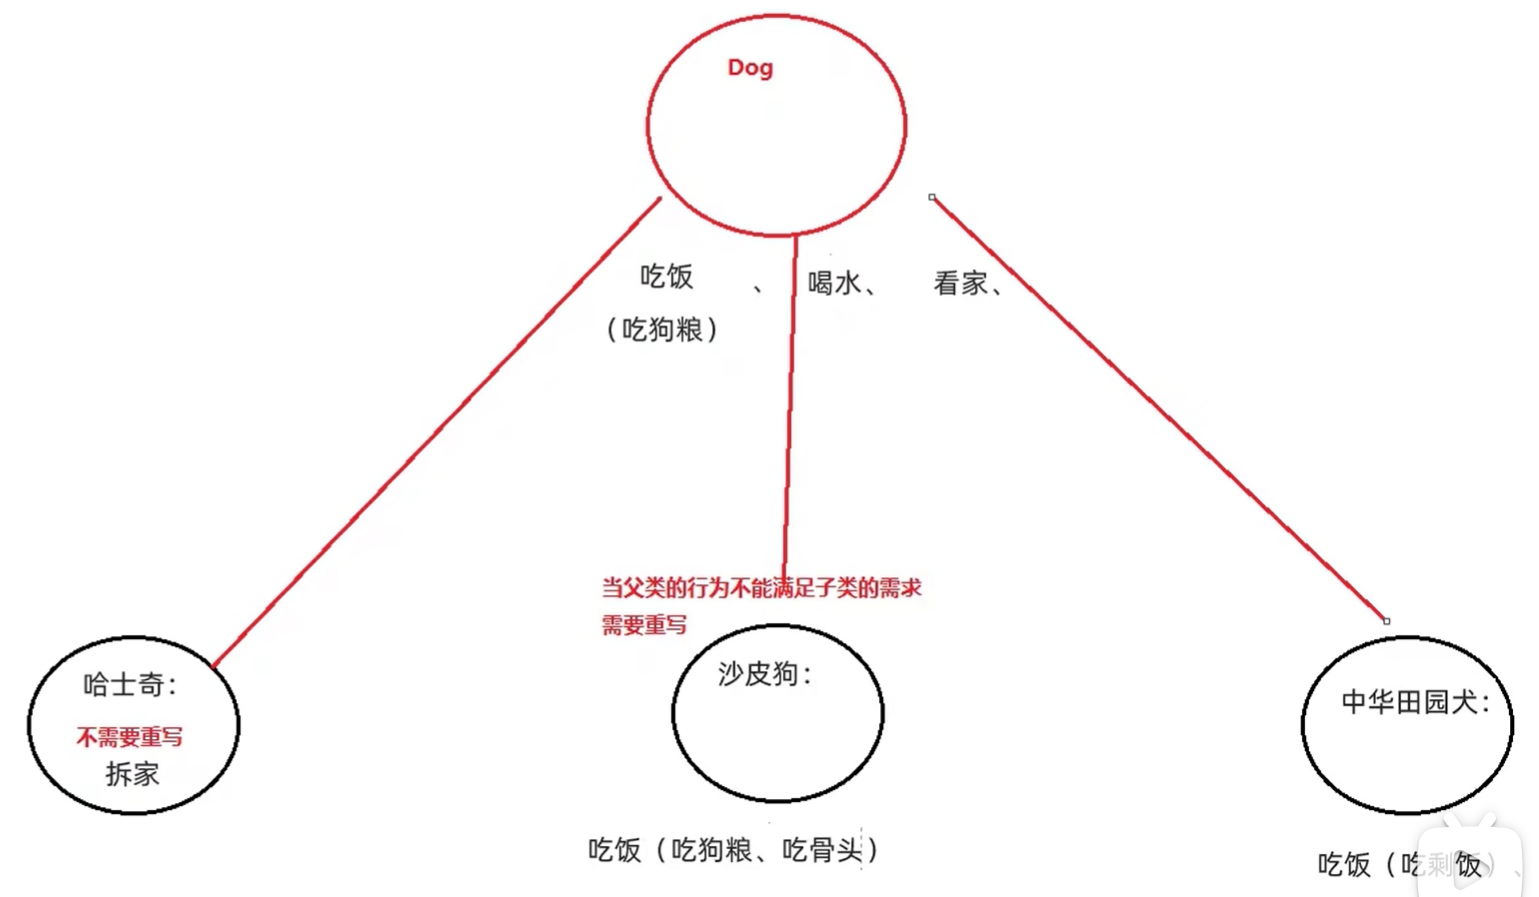 Dog
吃饭 、 喝水、 看家、
（吃狗粮）
当父类的行为不能满足子类的需求
需要重写
哈士奇：
不需要重写
拆家
沙皮狗：
中华田园犬：
吃饭（吃狗粮、吃骨头）
吃饭（吃剩饭）、